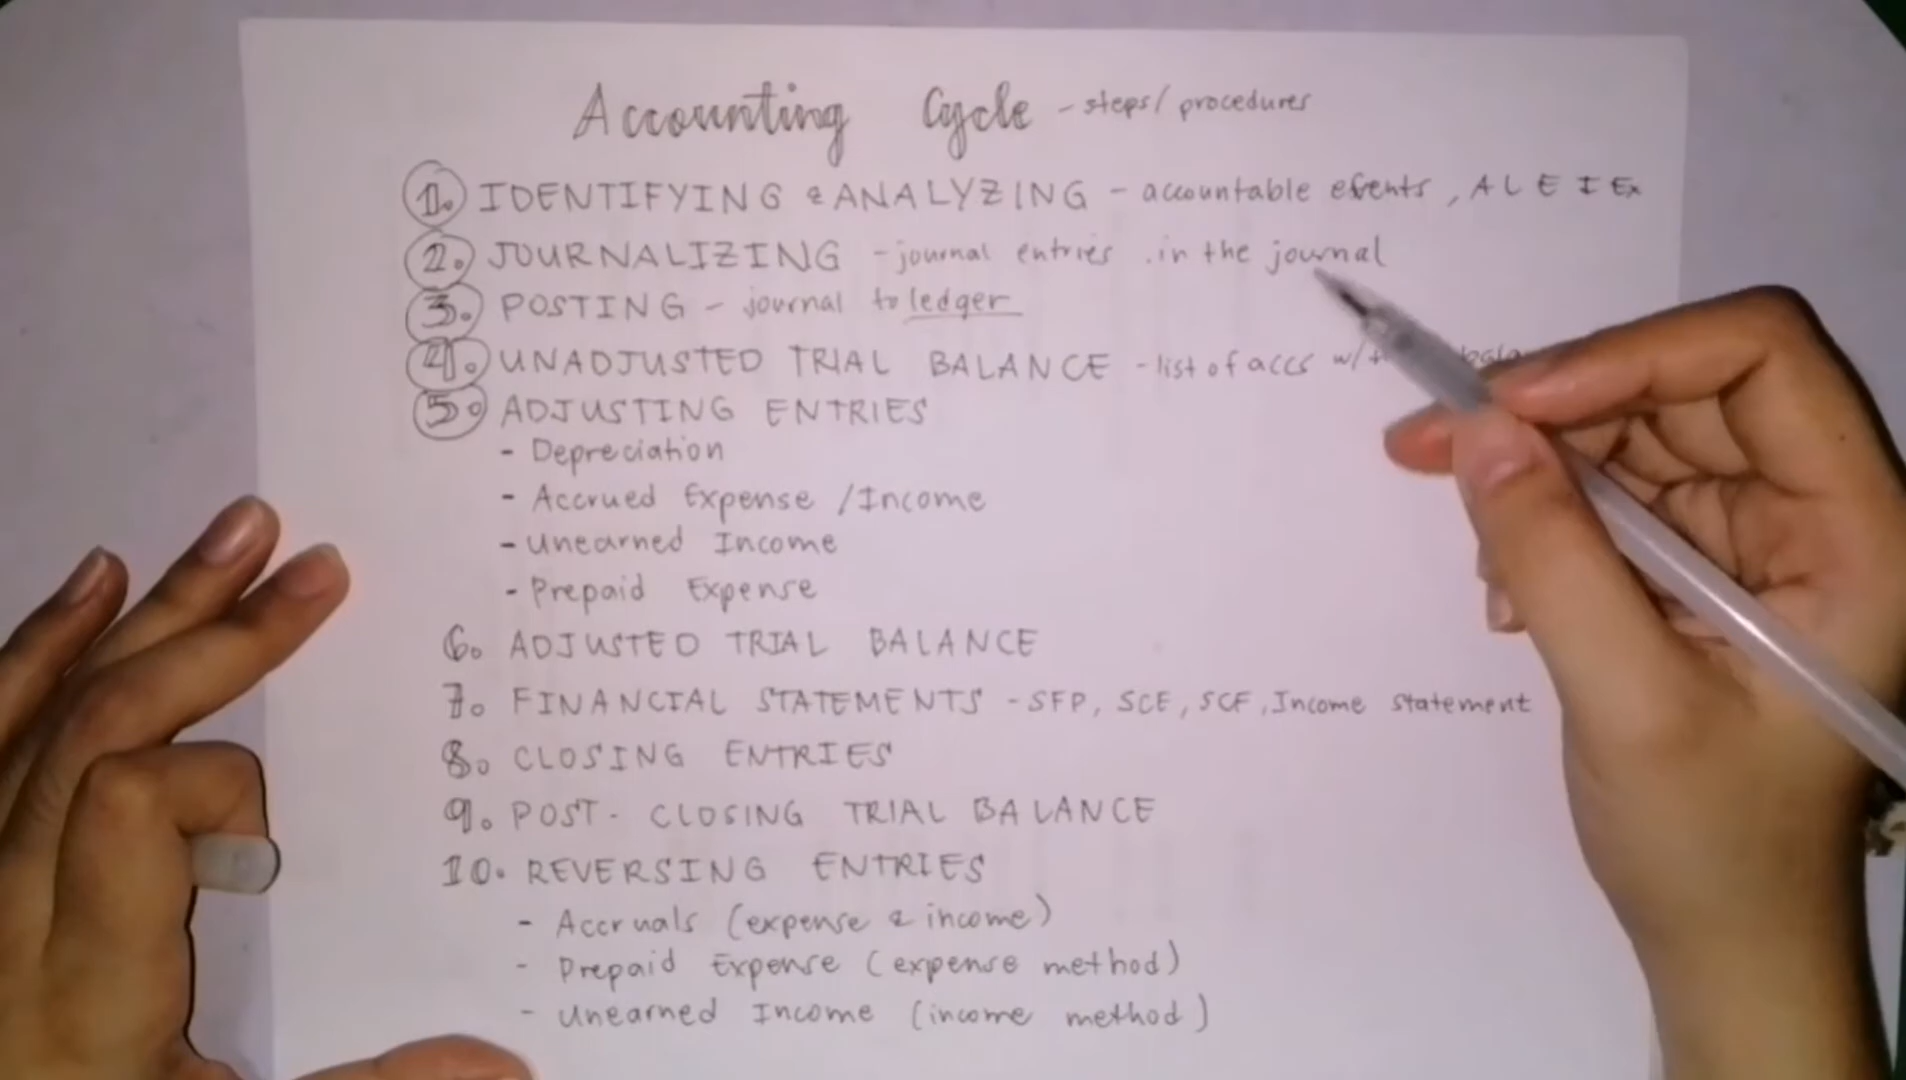 Accounting Cycle - steps/ procedures
1. IDENTIFYING & ANALYZING - accountable events, A L E I Ex
2. JOURNALIZING - journal entries in the journal
3. POSTING - journal to ledger
4. UNADJUSTED TRIAL BALANCE - list of accs w/
5. ADJUSTING ENTRIES
- Depreciation
- Accrued Expense /Income
- Unearned Income
- Prepaid Expense
6. ADJUSTED TRIAL BALANCE
7. FINANCIAL STATEMENTS - SFP, SCE, SCF, Income Statement
8. CLOSING ENTRIES
9. POST- CLOSING TRIAL BALANCE
10. REVERSING ENTRIES
- Accruals (expense & income)
- Prepaid Expense (expense method)
- Unearned Income (income method)